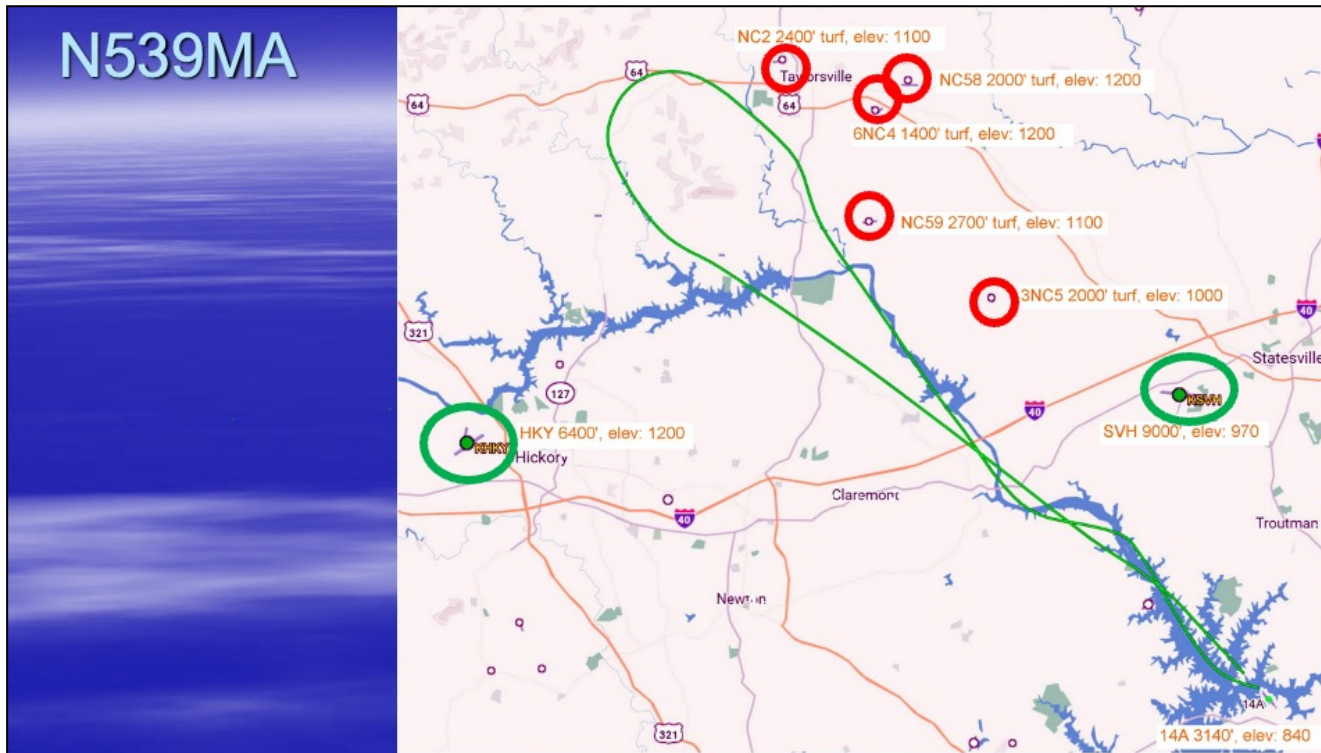 N539MA
NC2 2400' turf, elev: 1100
64
Taylorsville
NC58 2000' turf, elev: 1200
64
64
6NC4 1400' turf, elev: 1200
NC59 2700' turf, elev: 1100
3NC5 2000' turf, elev: 1000
321
40
Statesville
127
KSVH
40
HKY 6400', elev: 1200
SVH 9000', elev: 970
KHKY
Hickory
Claremont
40
Troutman
Newton
14A
321
14A 3140', elev: 840